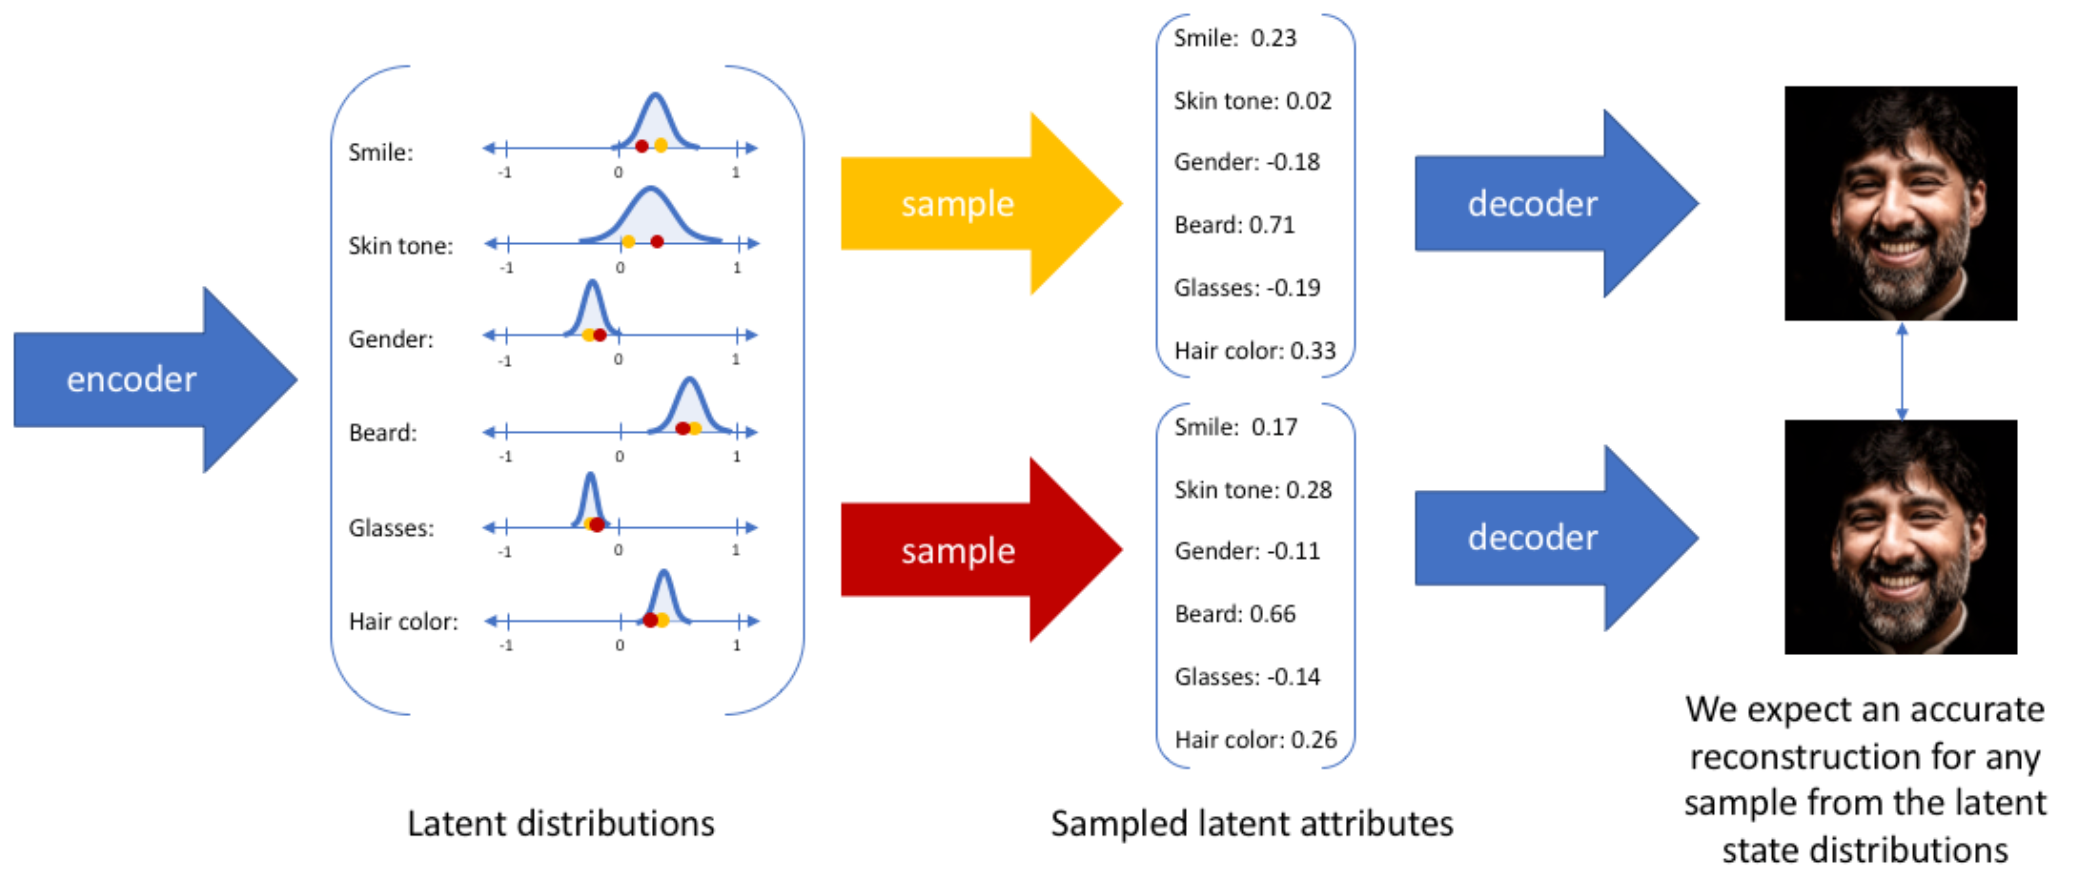 encoder
Smile:
-1 0 1
Skin tone:
-1 0 1
Gender:
-1 0 1
Beard:
-1 0 1
Glasses:
-1 0 1
Hair color:
-1 0 1
Latent distributions
sample
sample
Smile: 0.23
Skin tone: 0.02
Gender: -0.18
Beard: 0.71
Glasses: -0.19
Hair color: 0.33
Smile: 0.17
Skin tone: 0.28
Gender: -0.11
Beard: 0.66
Glasses: -0.14
Hair color: 0.26
Sampled latent attributes
decoder
decoder
We expect an accurate
reconstruction for any
sample from the latent
state distributions